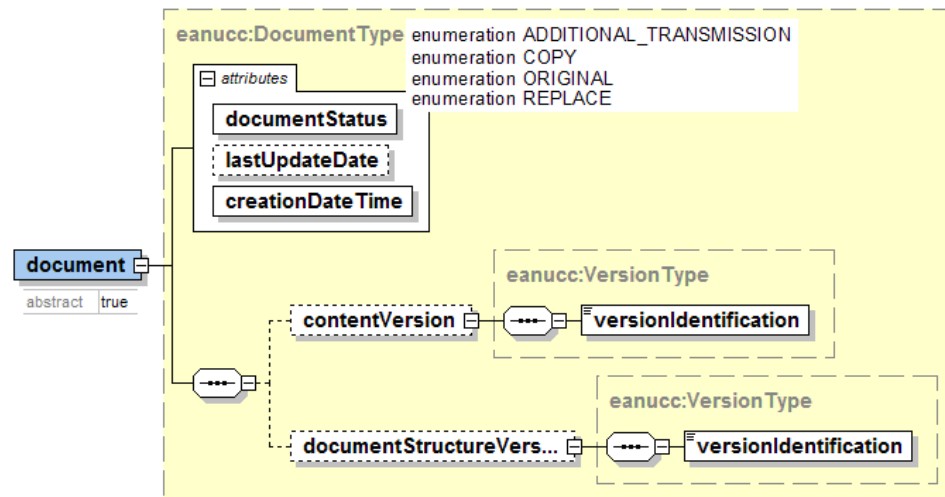 eanucc:DocumentType
enumeration ADDITIONAL_TRANSMISSION
enumeration COPY
enumeration ORIGINAL
enumeration REPLACE
attributes
documentStatus
lastUpdateDate
creationDateTime
document
abstract true
eanucc:VersionType
contentVersion
versionIdentification
eanucc:VersionType
documentStructureVers...
versionIdentification